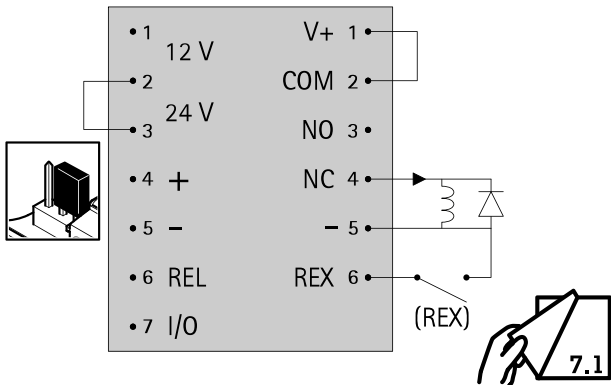 1 V+ 1
12 V
2 COM 2
24 V
3 NO 3
4 + NC 4
5 - - 5
6 REL REX 6
(REX)
7 I/O
7.1